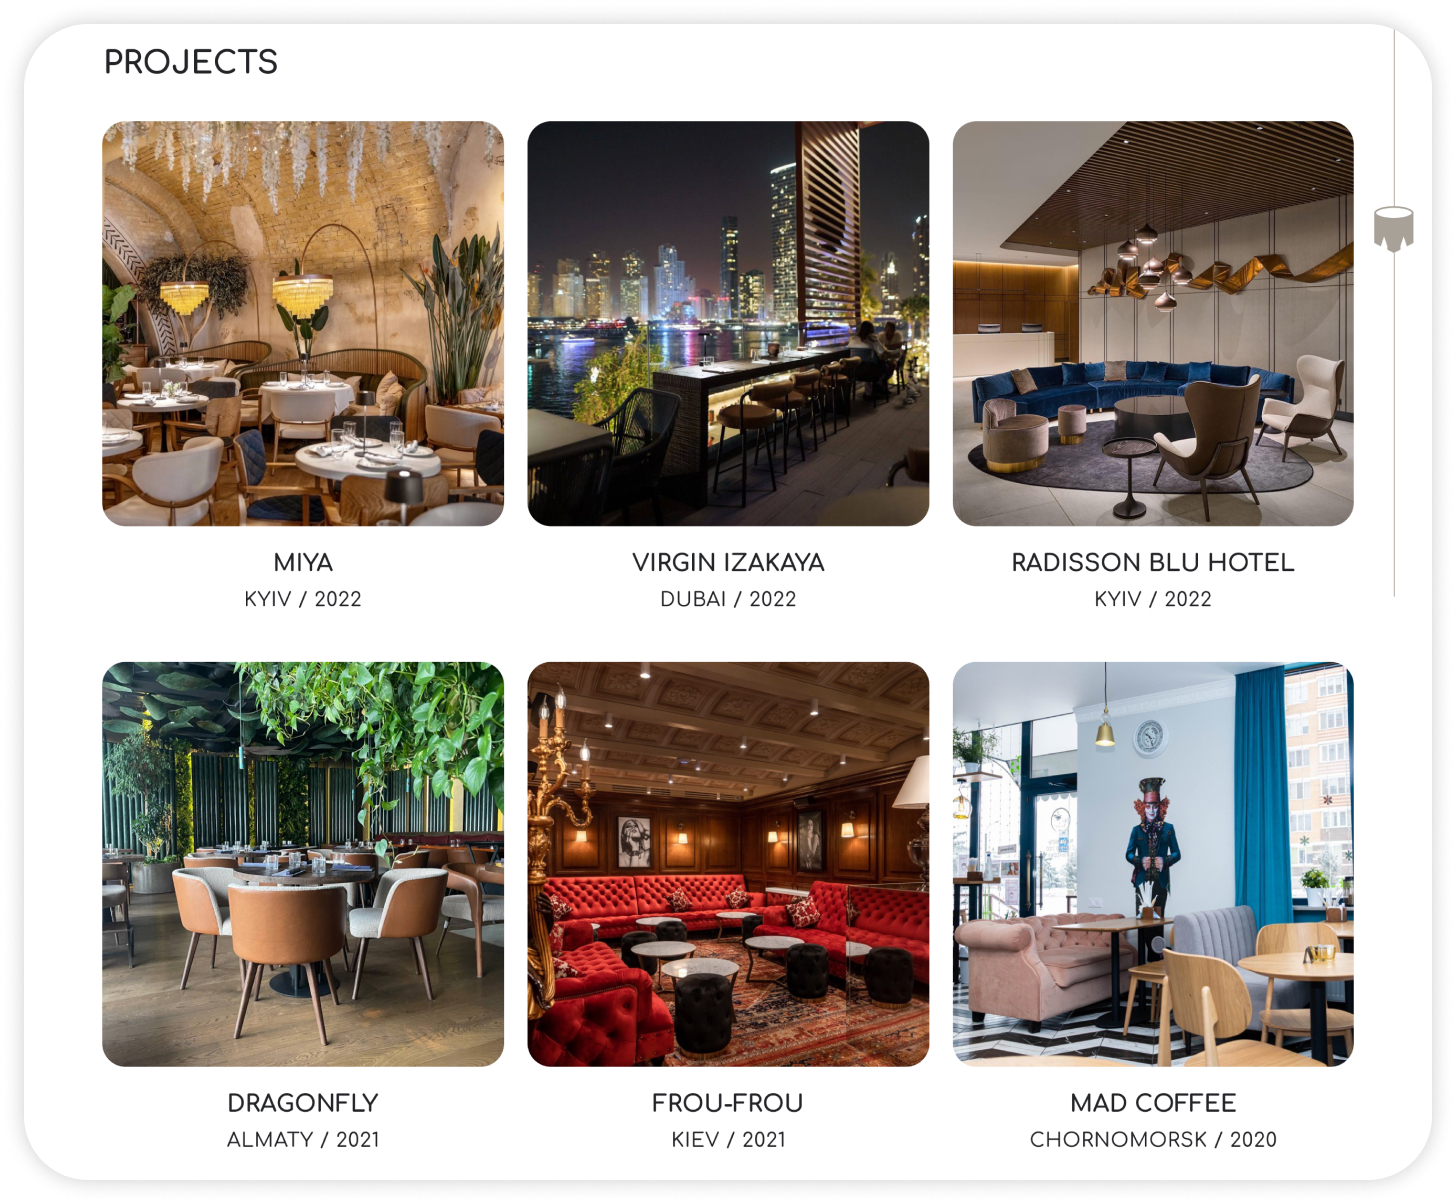 PROJECTS
MIYA
KYIV / 2022
VIRGIN IZAKAYA
DUBAI / 2022
RADISSON BLU HOTEL
KYIV / 2022
DRAGONFLY
ALMATY / 2021
FROU-FROU
KIEV / 2021
MAD COFFEE
CHORNOMORSK / 2020